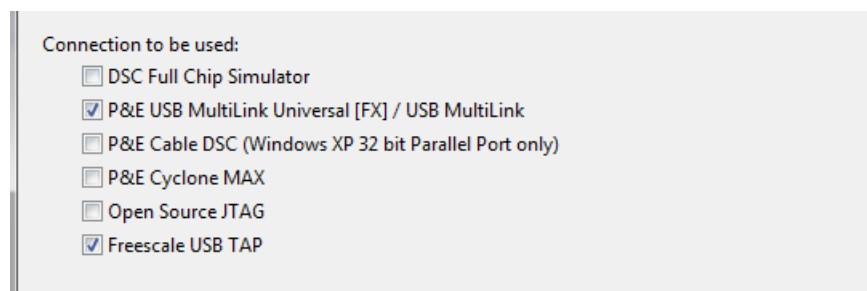 Connection to be used:
DSC Full Chip Simulator
P&E USB MultiLink Universal [FX] / USB MultiLink
P&E Cable DSC (Windows XP 32 bit Parallel Port only)
P&E Cyclone MAX
Open Source JTAG
Freescale USB TAP